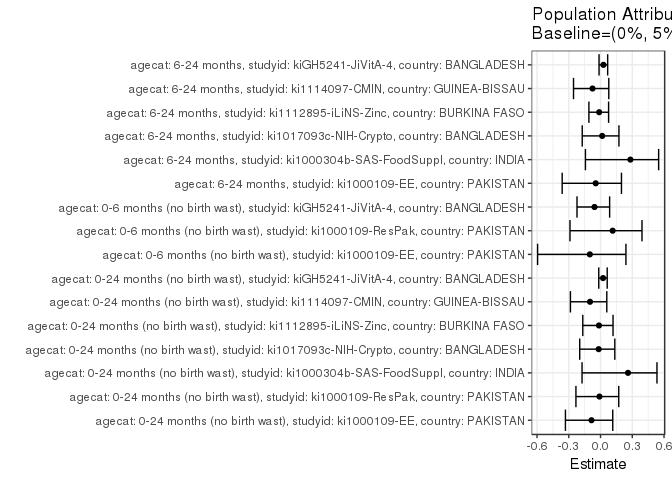 Population Attribu
Baseline=(0%, 5%
agecat: 6-24 months, studyid: kiGH5241-JiVitA-4, country: BANGLADESH
agecat: 6-24 months, studyid: ki1114097-CMIN, country: GUINEA-BISSAU
agecat: 6-24 months, studyid: ki1112895-iLiNS-Zinc, country: BURKINA FASO
agecat: 6-24 months, studyid: ki1017093c-NIH-Crypto, country: BANGLADESH
agecat: 6-24 months, studyid: ki1000304b-SAS-FoodSuppl, country: INDIA
agecat: 6-24 months, studyid: ki1000109-EE, country: PAKISTAN
agecat: 0-6 months (no birth wast), studyid: kiGH5241-JiVitA-4, country: BANGLADESH
agecat: 0-6 months (no birth wast), studyid: ki1000109-ResPak, country: PAKISTAN
agecat: 0-6 months (no birth wast), studyid: ki1000109-EE, country: PAKISTAN
agecat: 0-24 months (no birth wast), studyid: kiGH5241-JiVitA-4, country: BANGLADESH
agecat: 0-24 months (no birth wast), studyid: ki1114097-CMIN, country: GUINEA-BISSAU
agecat: 0-24 months (no birth wast), studyid: ki1112895-iLiNS-Zinc, country: BURKINA FASO
agecat: 0-24 months (no birth wast), studyid: ki1017093c-NIH-Crypto, country: BANGLADESH
agecat: 0-24 months (no birth wast), studyid: ki1000304b-SAS-FoodSuppl, country: INDIA
agecat: 0-24 months (no birth wast), studyid: ki1000109-ResPak, country: PAKISTAN
agecat: 0-24 months (no birth wast), studyid: ki1000109-EE, country: PAKISTAN
-0.6 -0.3 0.0 0.3 0.6
Estimate